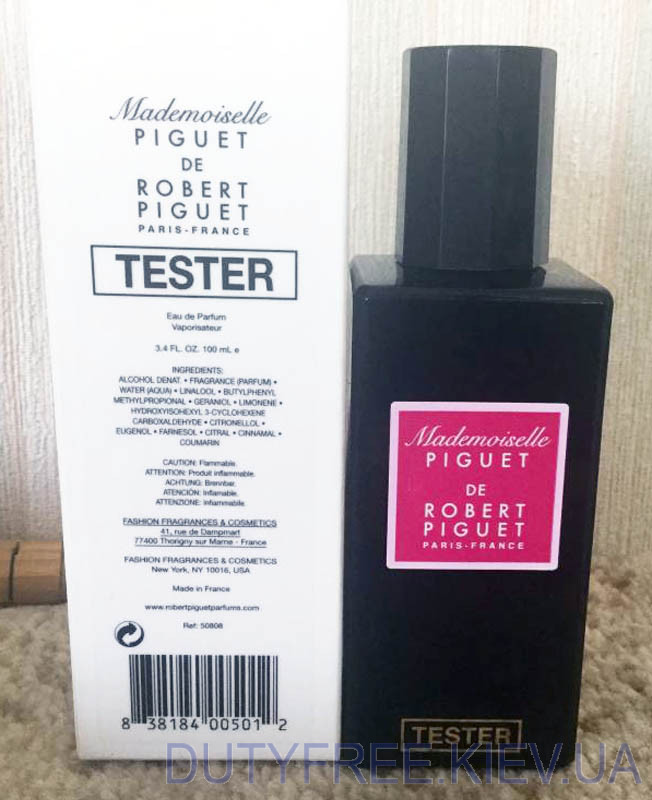 Mademoiselle
PIGUET
DE
ROBERT
PIGUET
PARIS-FRANCE
TESTER
Eau de Parfum
Vaporisateur
3.4 FL. OZ. 100 mL e
INGREDIENTS:
ALCOHOL DENAT. • FRAGRANCE (PARFUM) •
WATER (AQUA) • LINALOOL • BUTYLPHENYL
METHYLPROPIONAL • GERANIOL • LIMONENE •
HYDROXYISOHEXYL 3-CYCLOHEXENE
CARBOXALDEHYDE • CITRONELLOL •
EUGENOL • FARNESOL • CITRAL • CINNAMAL •
COUMARIN
CAUTION: Flammable.
ATTENTION: Produit inflammable.
ACHTUNG: Brennbar.
ATENCIÓN: Inflamable.
ATTENZIONE: Infiammabile.
FASHION FRAGRANCES & COSMETICS
41, rue de Dampmart
77400 Thorigny sur Marne - France
FASHION FRAGRANCES & COSMETICS
New York, NY 10016, USA
Made in France
www.robertpiguetparfums.com
Ref: 50808
8 38184 00501 2
Mademoiselle
PIGUET
DE
ROBERT
PIGUET
PARIS-FRANCE
TESTER
DUTYFREE.KIEV.UA